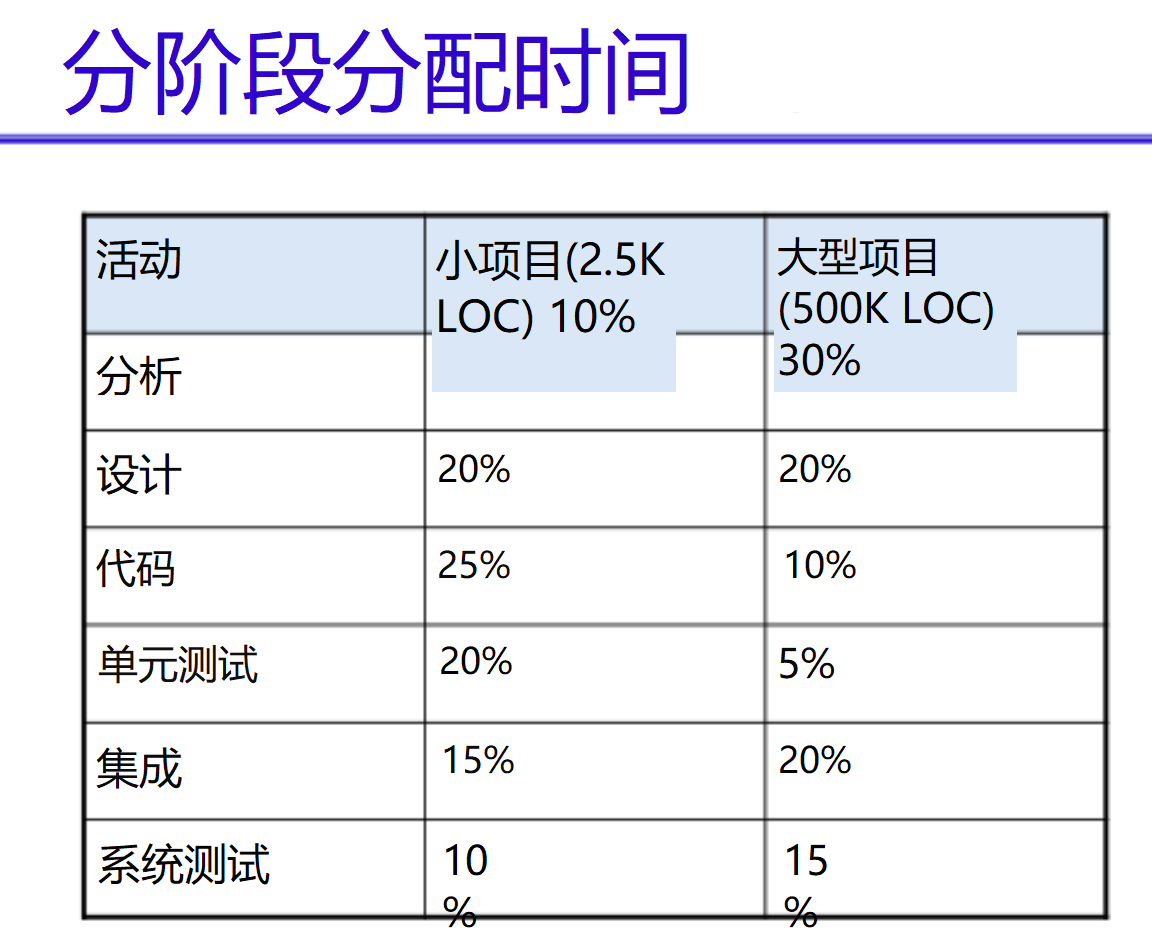 分阶段分配时间
活动
小项目(2.5K
LOC) 10%
大型项目
(500K LOC)
30%
分析
设计
20%
20%
代码
25%
10%
单元测试
20%
5%
集成
15%
20%
系统测试
10
%
15
%